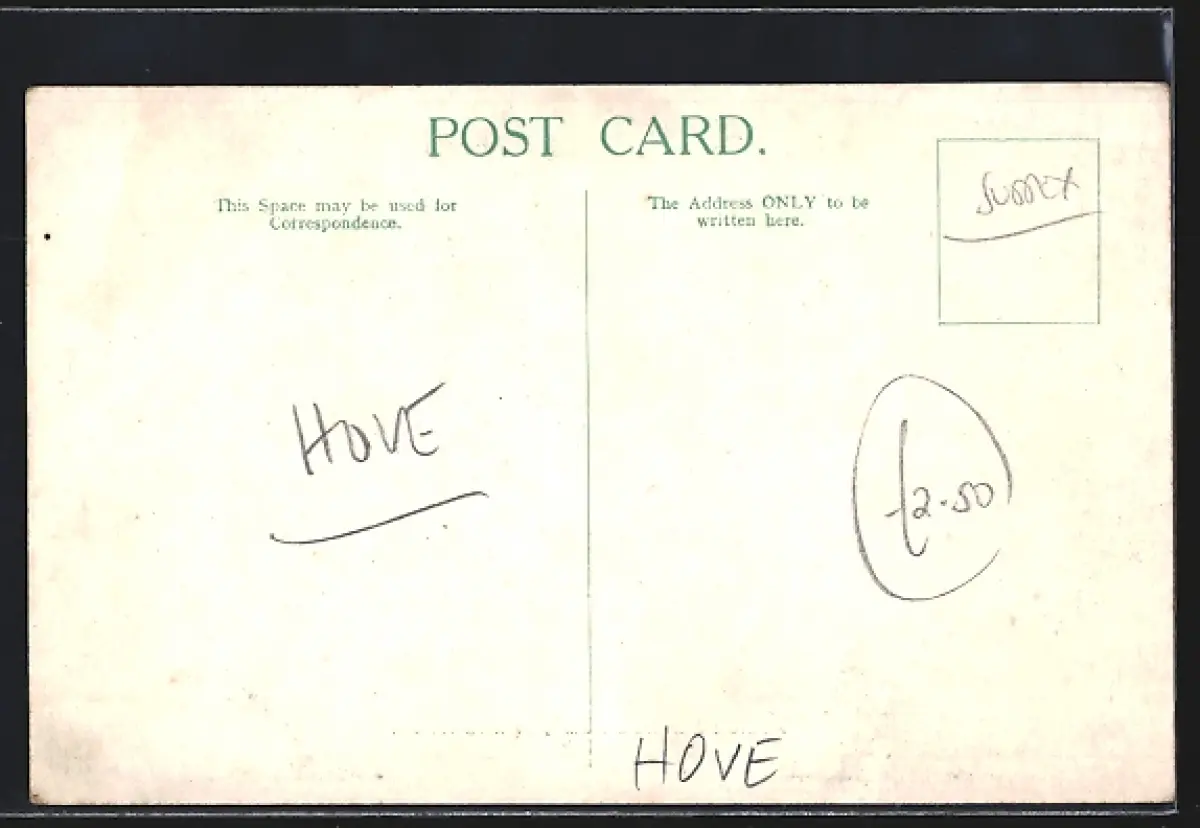 POST CARD.
This Space may be used for
Correspondence.
The Address ONLY to be
written here.
SUSSEX
HOVE
£2.50
HOVE